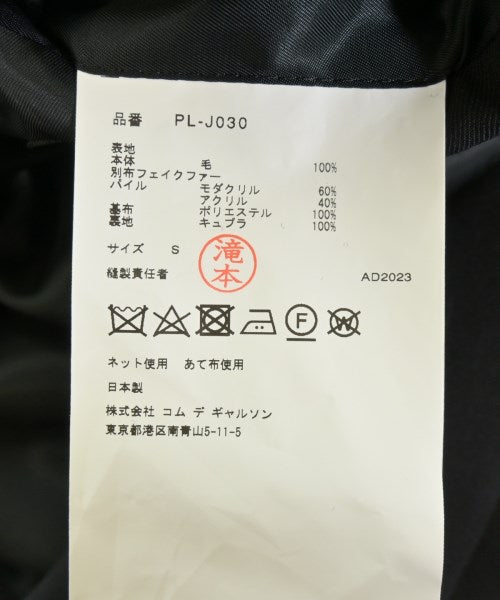 品番 PL-J030
表地
本体 毛 100%
別布フェイクファー
パイル モダクリル 60%
アクリル 40%
基布 ポリエステル 100%
裏地 キュプラ 100%
サイズ S
滝本
縫製責任者 AD2023
F W
ネット使用 あて布使用
日本製
株式会社 コム デ ギャルソン
東京都港区南青山5-11-5